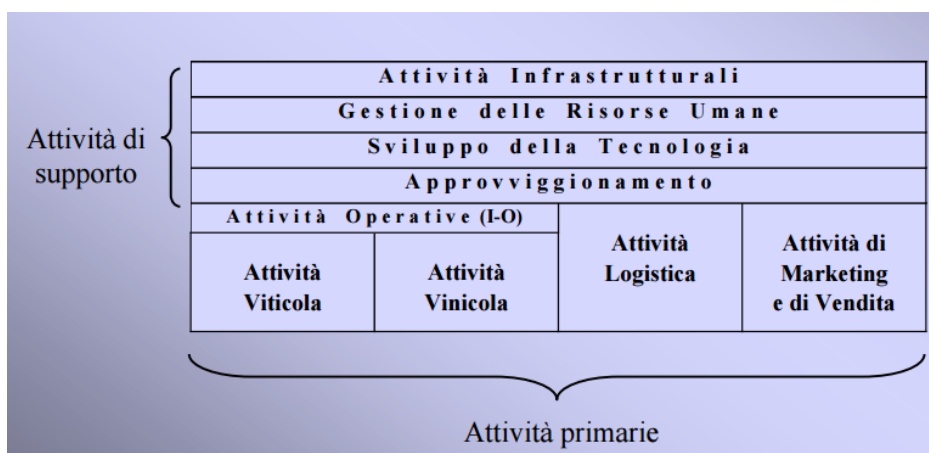 Attività Infrastrutturali
Gestione delle Risorse Umane
Sviluppo della Tecnologia
Approvviggionamento
Attività di
supporto
Attività Operative (I-O)
Attività
Viticola
Attività
Vinicola
Attività
Logistica
Attività di
Marketing
e di Vendita
Attività primarie